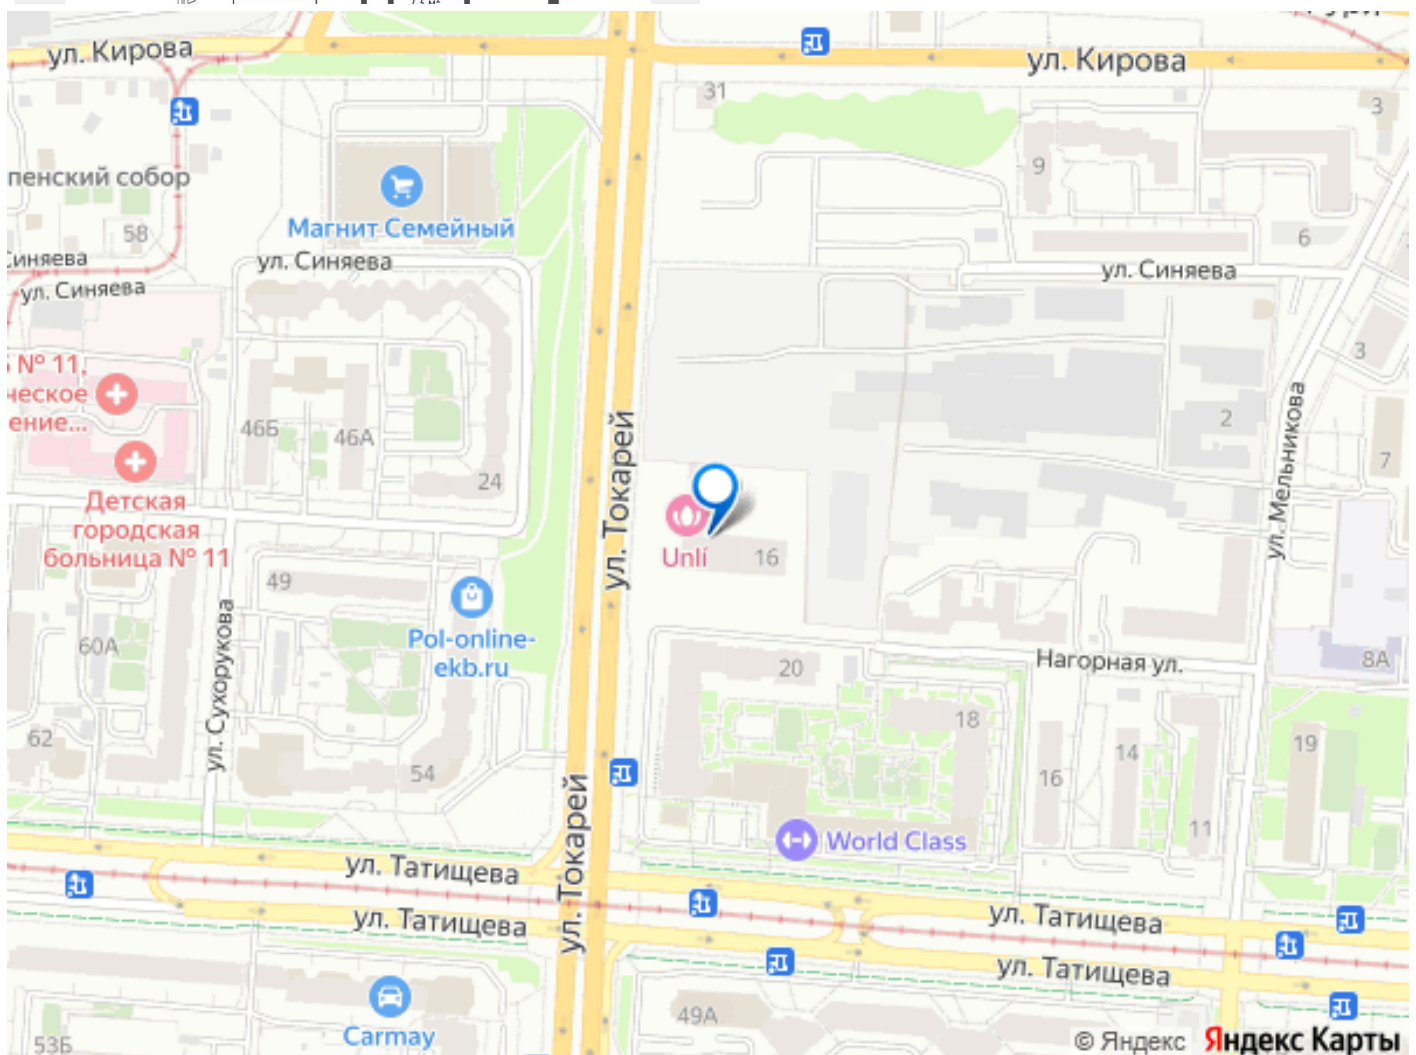 ул. Кирова
ул. Кирова
31
3
9
пенский собор
Магнит Семейный
58
6
Синяева
ул. Синяева
ул. Синяева
ул. Синяева
3
№ 11,
ческое
ение...
46Б
46А
2
7
24
ул. Токарей
ул. Мельникова
Детская
городская
больница № 11
Unlí
16
49
Pol-online-
ekb.ru
60А
ул. Сухорукова
20
Нагорная ул.
8А
62
18
14
19
16
54
11
World Class
ул. Токарей
ул. Татищева
ул. Татищева
ул. Татищева
ул. Татищева
Carmay
49А
53Б
© Яндекс Яндекс Карты